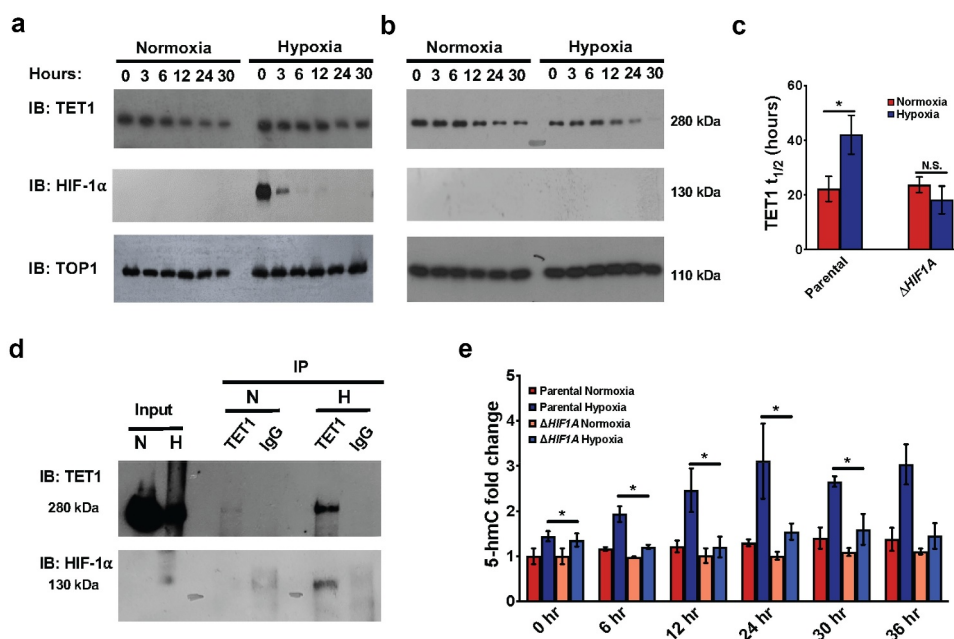 a
Normoxia Hypoxia
Hours: 0 3 6 12 24 30 0 3 6 12 24 30
IB: TET1
IB: HIF-1α
IB: TOP1
b
Normoxia Hypoxia
0 3 6 12 24 30 0 3 6 12 24 30
280 kDa
130 kDa
110 kDa
c
TET1 t1/2 (hours)
60
40
20
0
Normoxia
Hypoxia
*
N.S.
Parental
ΔHIF1A
d
IP
Input N H
N H TET1 IgG TET1 IgG
IB: TET1
280 kDa
IB: HIF-1α
130 kDa
e
5-hmC fold change
5
4
3
2
1
0
Parental Normoxia
Parental Hypoxia
ΔHIF1A Normoxia
ΔHIF1A Hypoxia
* * * * *
0 hr 6 hr 12 hr 24 hr 30 hr 36 hr